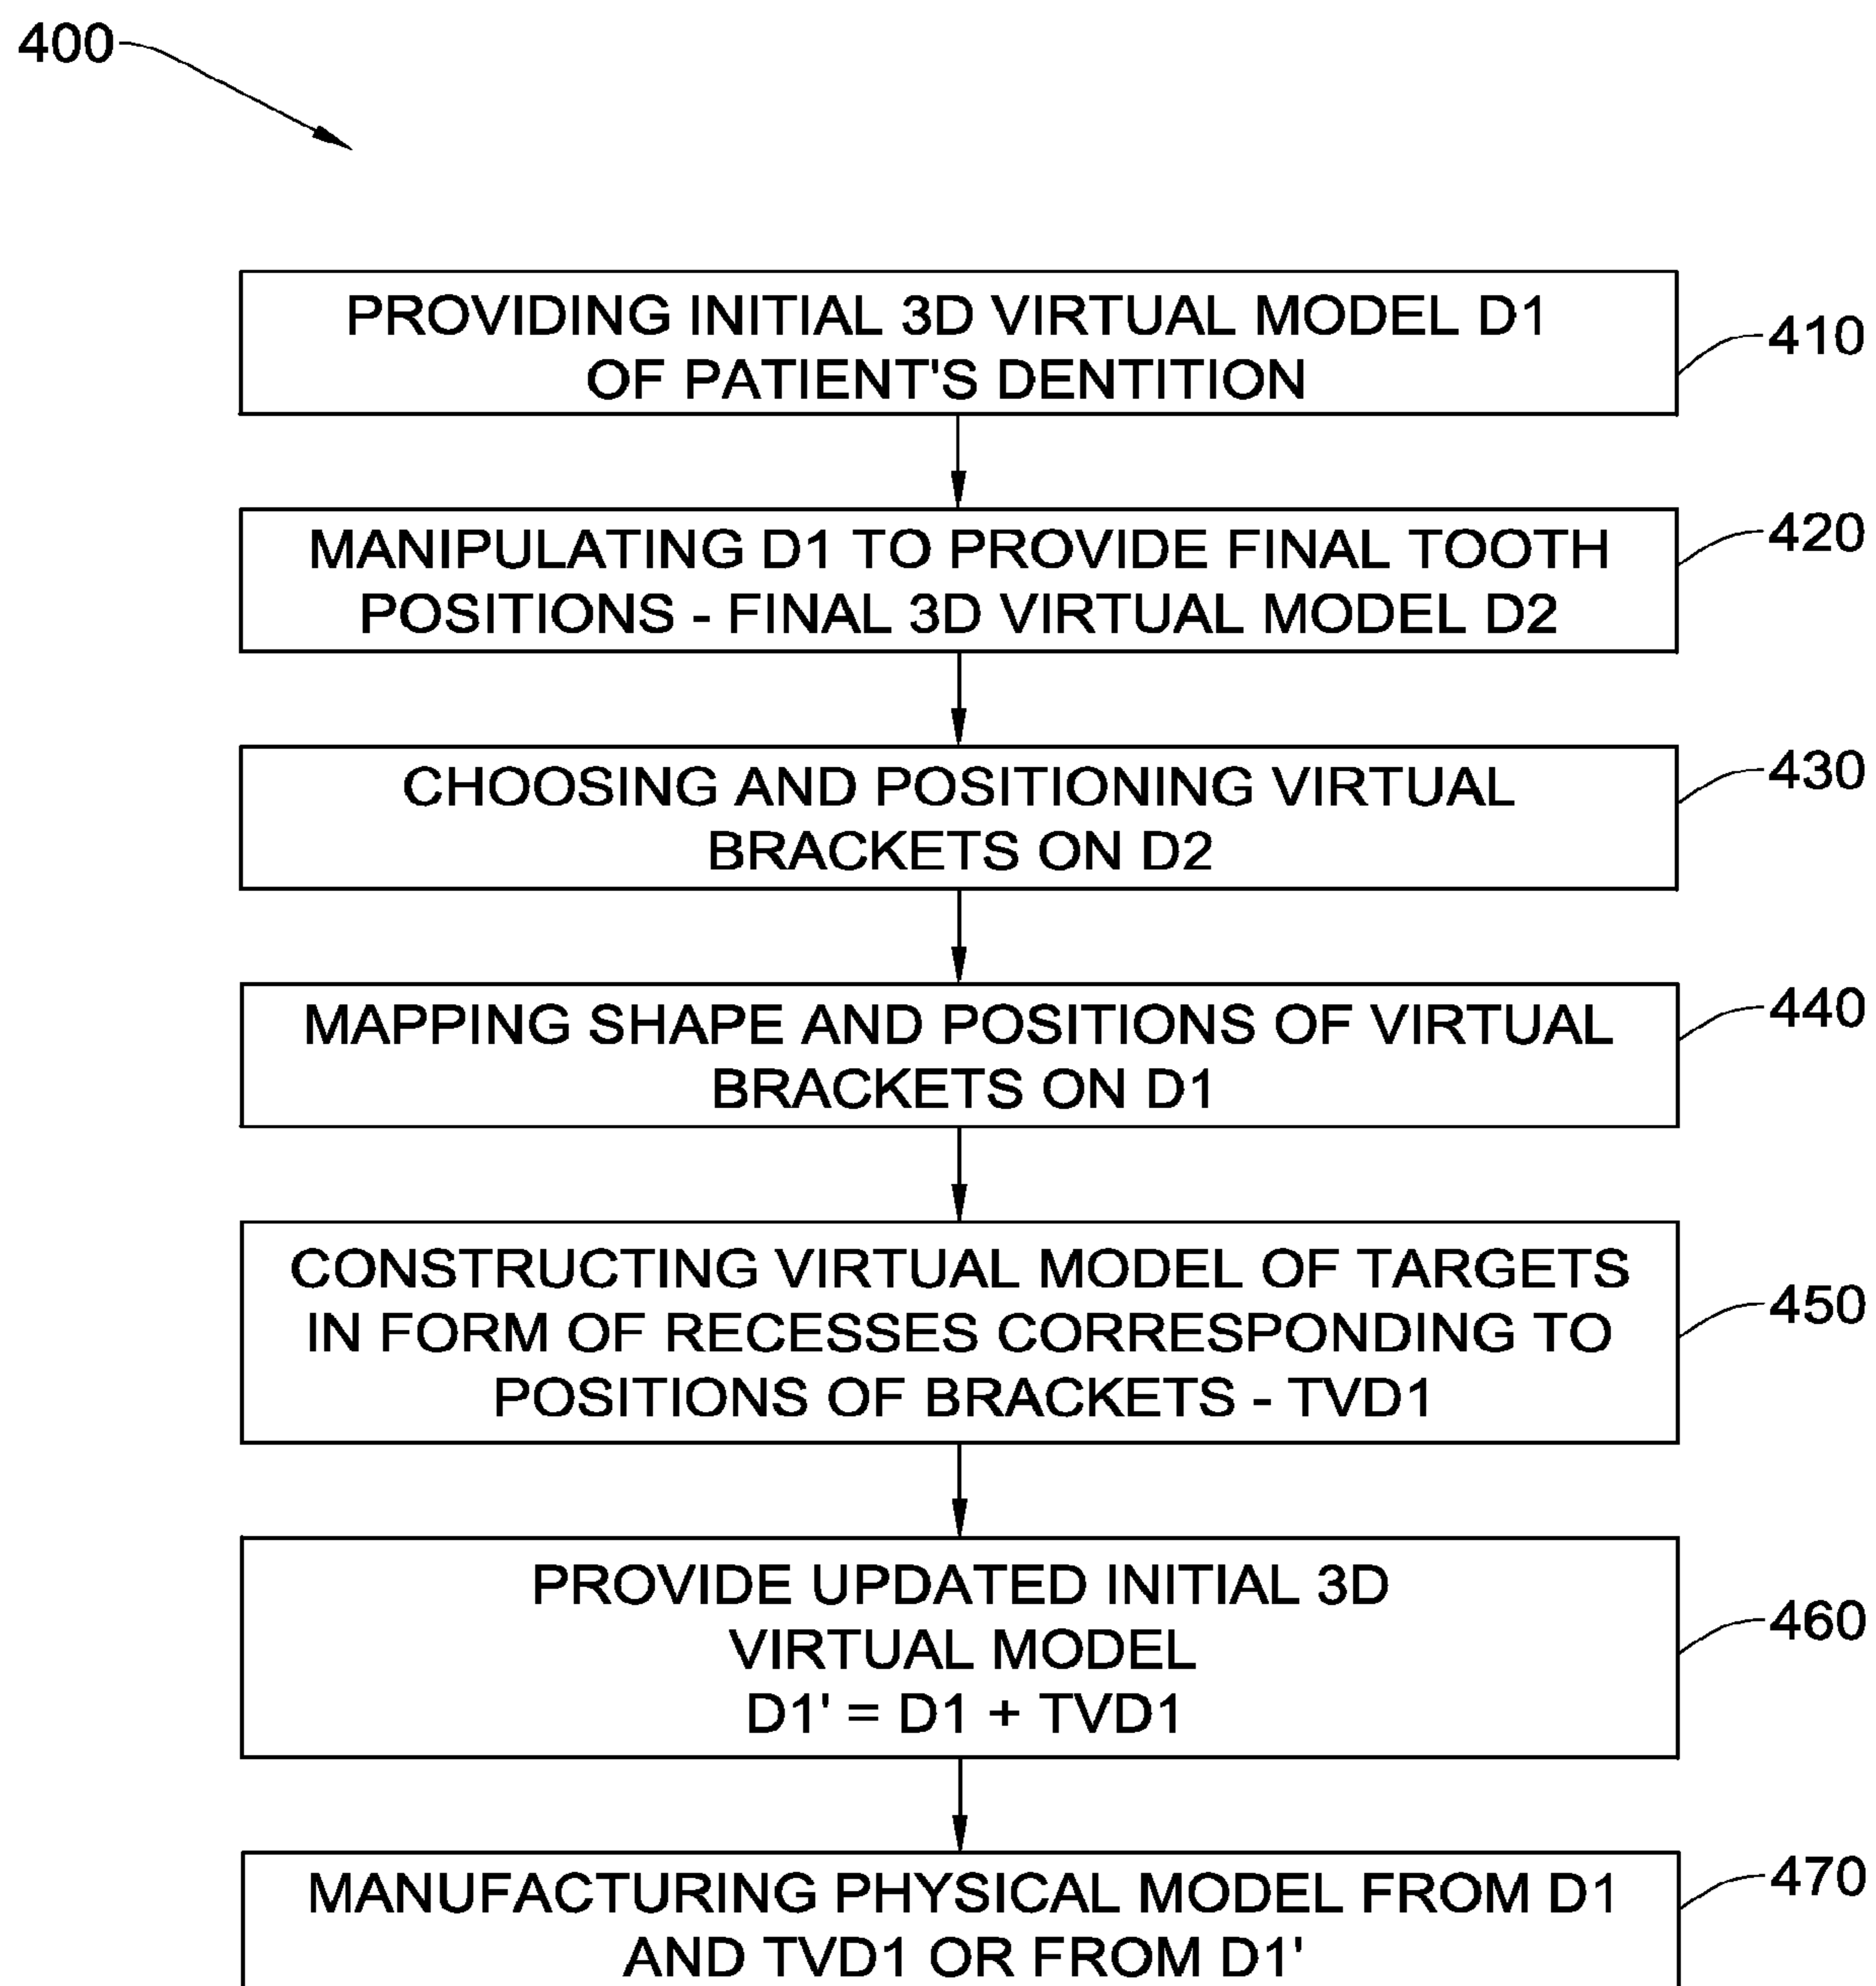 400
PROVIDING INITIAL 3D VIRTUAL MODEL D1
OF PATIENT'S DENTITION
410
MANIPULATING D1 TO PROVIDE FINAL TOOTH
POSITIONS - FINAL 3D VIRTUAL MODEL D2
420
CHOOSING AND POSITIONING VIRTUAL
BRACKETS ON D2
430
MAPPING SHAPE AND POSITIONS OF VIRTUAL
BRACKETS ON D1
440
CONSTRUCTING VIRTUAL MODEL OF TARGETS
IN FORM OF RECESSES CORRESPONDING TO
POSITIONS OF BRACKETS - TVD1
450
PROVIDE UPDATED INITIAL 3D
VIRTUAL MODEL
D1' = D1 + TVD1
460
MANUFACTURING PHYSICAL MODEL FROM D1
AND TVD1 OR FROM D1'
470